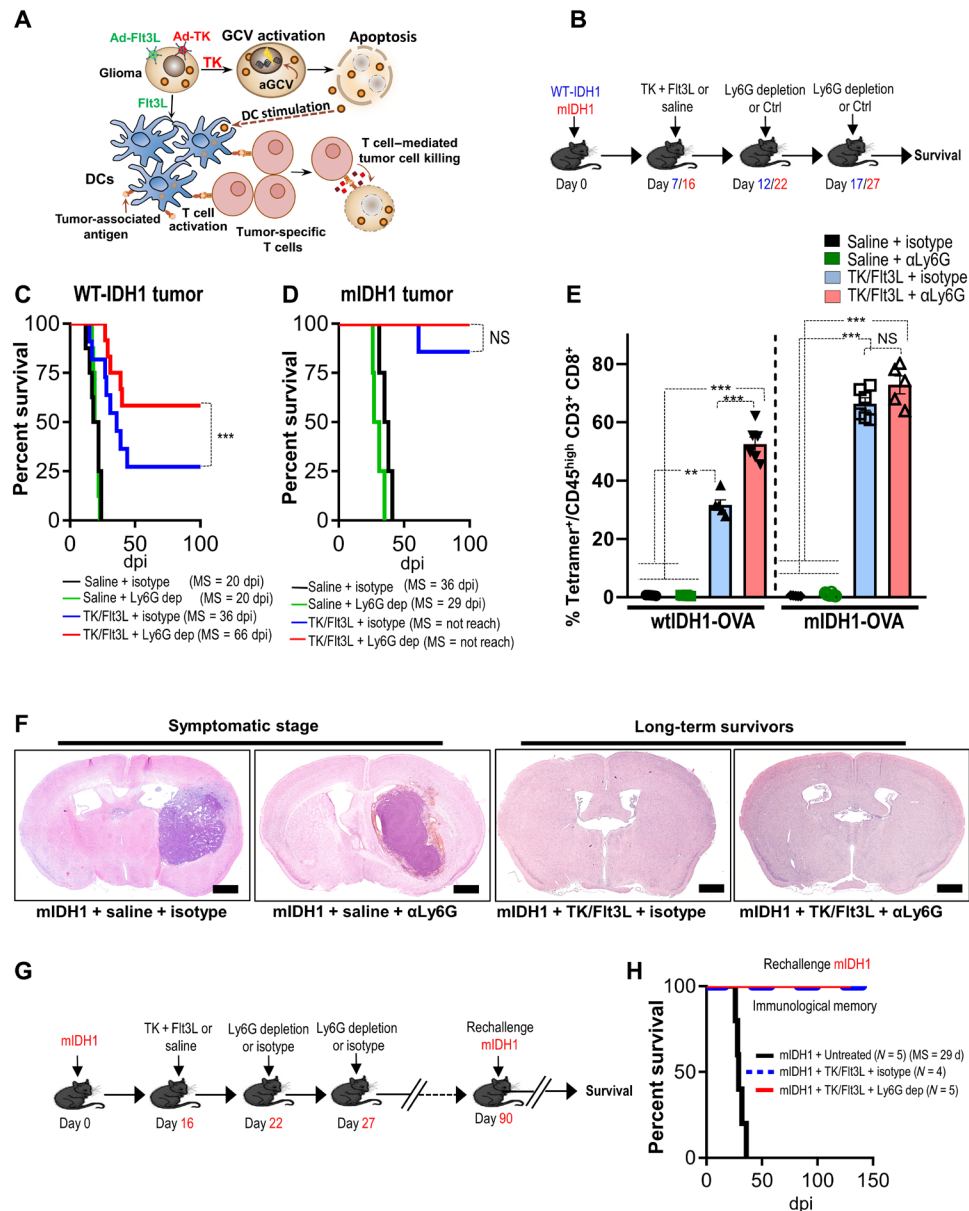 A
Ad-Flt3L
Ad-TK
GCV activation
Apoptosis
Glioma
TK
aGCV
Flt3L
DC stimulation
T cell–mediated
tumor cell killing
DCs
Tumor-associated
antigen
T cell
activation
Tumor-specific
T cells
B
WT-IDH1
mIDH1
TK + Flt3L or
saline
Ly6G depletion
or Ctrl
Ly6G depletion
or Ctrl
Survival
Day 0
Day 7/16
Day 12/22
Day 17/27
C
WT-IDH1 tumor
Percent survival
100
75
50
25
0
***
0
50
100
dpi
Saline + isotype (MS = 20 dpi)
Saline + Ly6G dep (MS = 20 dpi)
TK/Flt3L + isotype (MS = 36 dpi)
TK/Flt3L + Ly6G dep (MS = 66 dpi)
D
mIDH1 tumor
Percent survival
100
75
50
25
0
NS
0
50
100
dpi
Saline + isotype (MS = 36 dpi)
Saline + Ly6G dep (MS = 29 dpi)
TK/Flt3L + isotype (MS = not reach)
TK/Flt3L + Ly6G dep (MS = not reach)
E
Saline + isotype
Saline + αLy6G
TK/Flt3L + isotype
TK/Flt3L + αLy6G
% Tetramer⁺/CD45ʰⁱᵍʰ CD3⁺ CD8⁺
80
60
40
20
0
***
***
**
***
***
NS
wtIDH1-OVA
mIDH1-OVA
F
Symptomatic stage
Long-term survivors
mIDH1 + saline + isotype
mIDH1 + saline + αLy6G
mIDH1 + TK/Flt3L + isotype
mIDH1 + TK/Flt3L + αLy6G
G
mIDH1
TK + Flt3L or
saline
Ly6G depletion
or isotype
Ly6G depletion
or isotype
Rechallenge
mIDH1
Survival
Day 0
Day 16
Day 22
Day 27
Day 90
H
Rechallenge mIDH1
Percent survival
100
50
0
Immunological memory
mIDH1 + Untreated (N = 5) (MS = 29 d)
mIDH1 + TK/Flt3L + isotype (N = 4)
mIDH1 + TK/Flt3L + Ly6G dep (N = 5)
0
50
100
150
dpi